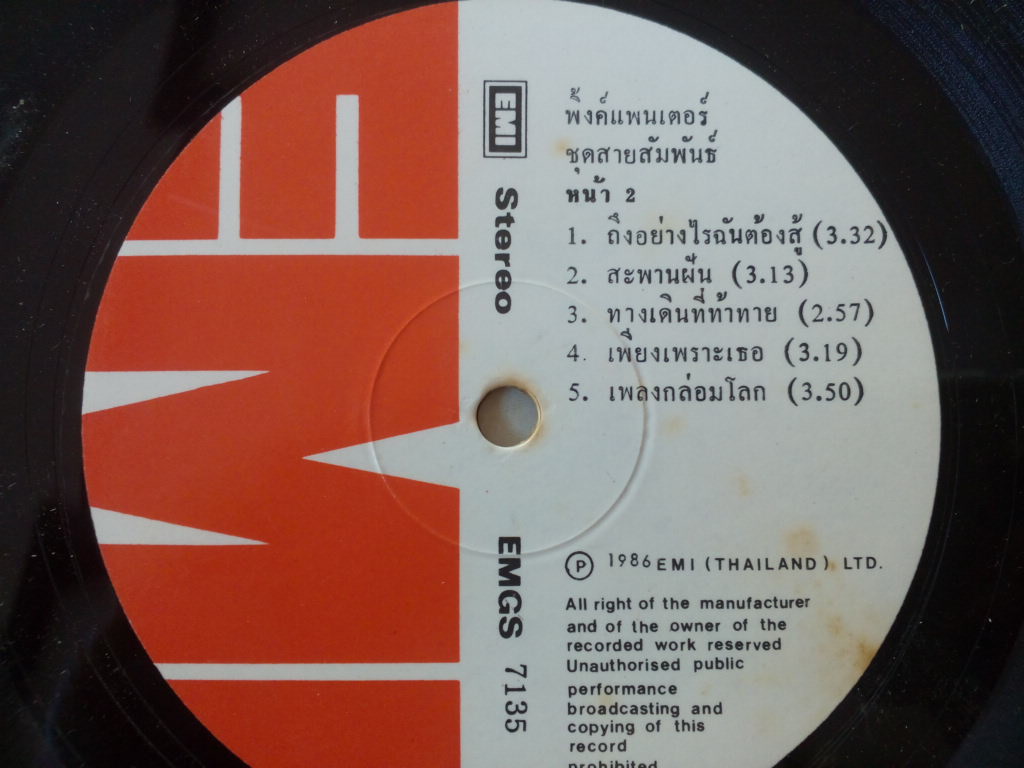 EMI
Stereo
พิ้งค์แพนเตอร์
ชุดสายสัมพันธ์
หน้า 2
1. ถึงอย่างไรฉันต้องสู้ (3.32)
2. สะพานฝัน (3.13)
3. ทางเดินที่ท้าทาย (2.57)
4. เพียงเพราะเธอ (3.19)
5. เพลงกล่อมโลก (3.50)
EMGS 7135
Ⓟ 1986 EMI (THAILAND) LTD.
All right of the manufacturer
and of the owner of the
recorded work reserved
Unauthorised public
performance
broadcasting and
copying of this
record
prohibited